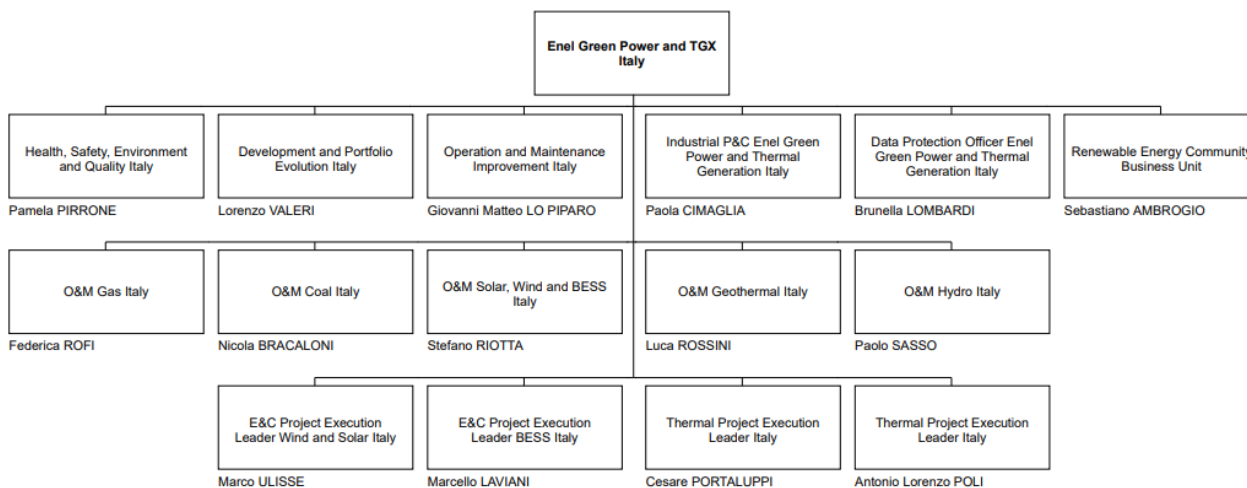 Enel Green Power and TGX
Italy
Health, Safety, Environment
and Quality Italy
Pamela PIRRONE
Development and Portfolio
Evolution Italy
Lorenzo VALERI
Operation and Maintenance
Improvement Italy
Giovanni Matteo LO PIPARO
Industrial P&C Enel Green
Power and Thermal
Generation Italy
Paola CIMAGLIA
Data Protection Officer Enel
Green Power and Thermal
Generation Italy
Brunella LOMBARDI
Renewable Energy Community
Business Unit
Sebastiano AMBROGIO
O&M Gas Italy
Federica ROFI
O&M Coal Italy
Nicola BRACALONI
O&M Solar, Wind and BESS
Italy
Stefano RIOTTA
O&M Geothermal Italy
Luca ROSSINI
O&M Hydro Italy
Paolo SASSO
E&C Project Execution
Leader Wind and Solar Italy
Marco ULISSE
E&C Project Execution
Leader BESS Italy
Marcello LAVIANI
Thermal Project Execution
Leader Italy
Cesare PORTALUPPI
Thermal Project Execution
Leader Italy
Antonio Lorenzo POLI